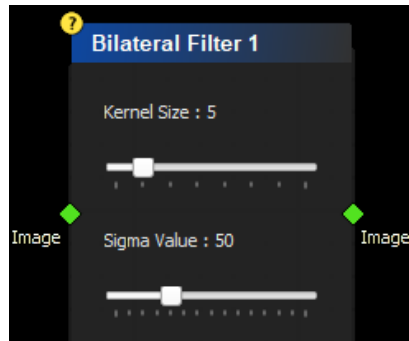 ?
Bilateral Filter 1
Kernel Size : 5
Image
Image
Sigma Value : 50